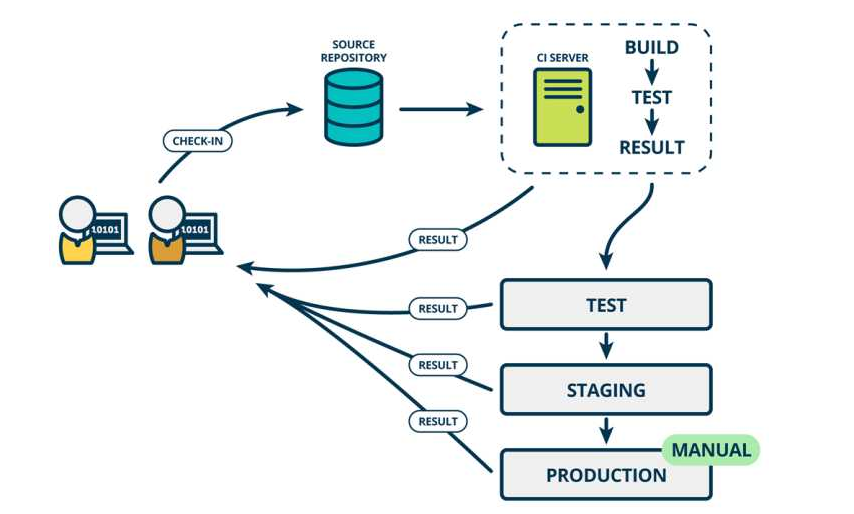 SOURCE
REPOSITORY
CI SERVER
BUILD
TEST
RESULT
CHECK-IN
10101
10101
RESULT
RESULT
TEST
RESULT
STAGING
RESULT
MANUAL
PRODUCTION